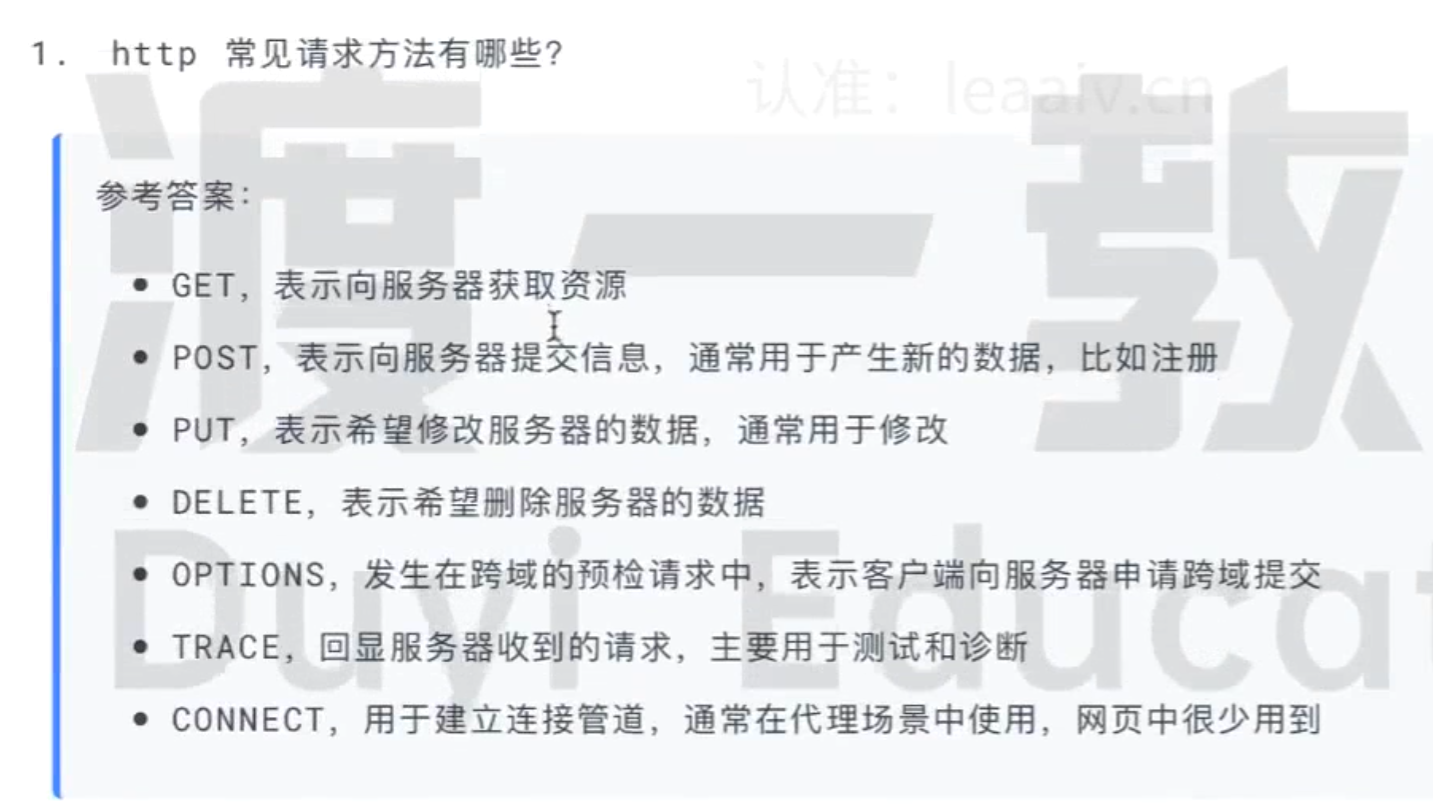 1. http 常见请求方法有哪些?
认准：leaaiv.cn
参考答案：
• GET，表示向服务器获取资源
• POST，表示向服务器提交信息，通常用于产生新的数据，比如注册
• PUT，表示希望修改服务器的数据，通常用于修改
• DELETE，表示希望删除服务器的数据
• OPTIONS，发生在跨域的预检请求中，表示客户端向服务器申请跨域提交
• TRACE，回显服务器收到的请求，主要用于测试和诊断
• CONNECT，用于建立连接管道，通常在代理场景中使用，网页中很少用到
渡一教
Duyi Educat